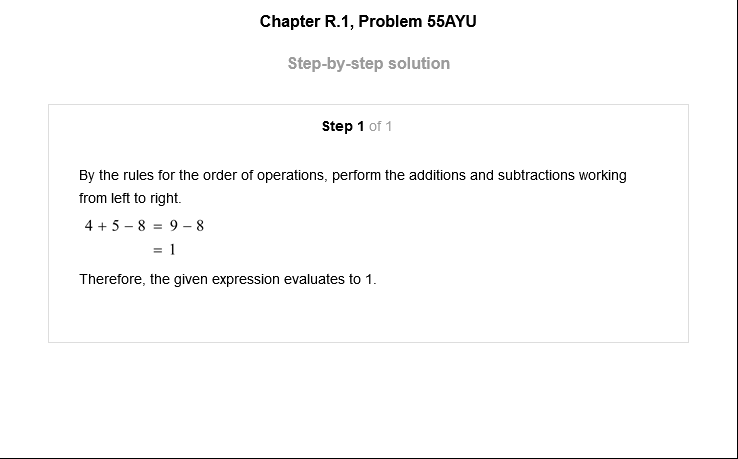 Chapter R.1, Problem 55AYU
Step-by-step solution
Step 1 of 1
By the rules for the order of operations, perform the additions and subtractions working
from left to right.
4 + 5 − 8 = 9 − 8
= 1
Therefore, the given expression evaluates to 1.